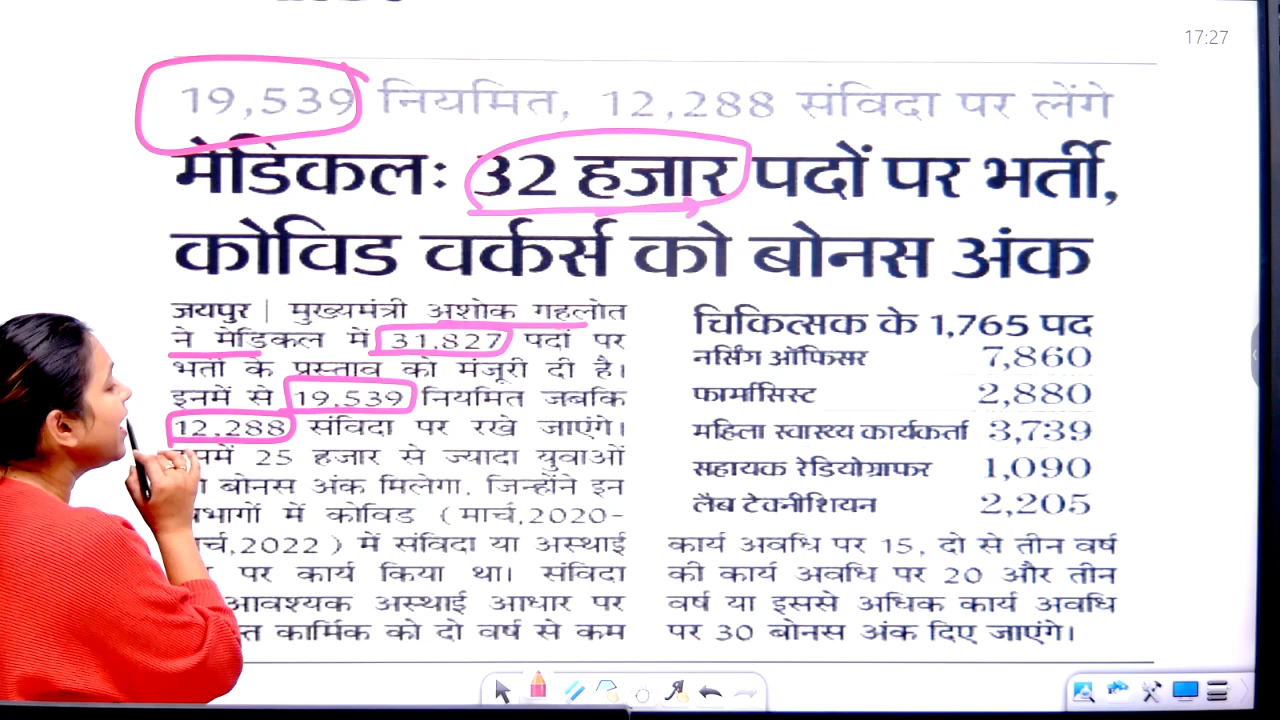 17:27
19,539 नियमित, 12,288 संविदा पर लेंगे
मेडिकल: 32 हजार पदों पर भर्ती,
कोविड वर्कर्स को बोनस अंक
जयपुर | मुख्यमंत्री अशोक गहलोत
ने मेडिकल में 31,827 पदों पर
भर्ती के प्रस्ताव को मंजूरी दी है।
इनमें से 19,539 नियमित जबकि
12,288 संविदा पर रखे जाएंगे।
में 25 हजार से ज्यादा युवाओं
बोनस अंक मिलेगा, जिन्होंने इन
में कोविड (मार्च,2020-
2022) में संविदा या अस्थाई
पर कार्य किया था। संविदा
आवश्यक अस्थाई आधार पर
कार्मिक को दो वर्ष से कम
चिकित्सक के 1,765 पद
नर्सिंग ऑफिसर 7,860
फार्मासिस्ट 2,880
महिला स्वास्थ्य कार्यकर्ता 3,739
सहायक रेडियोग्राफर 1,090
लैब टेक्नीशियन 2,205
कार्य अवधि पर 15, दो से तीन वर्ष
की कार्य अवधि पर 20 और तीन
वर्ष या इससे अधिक कार्य अवधि
पर 30 बोनस अंक दिए जाएंगे।